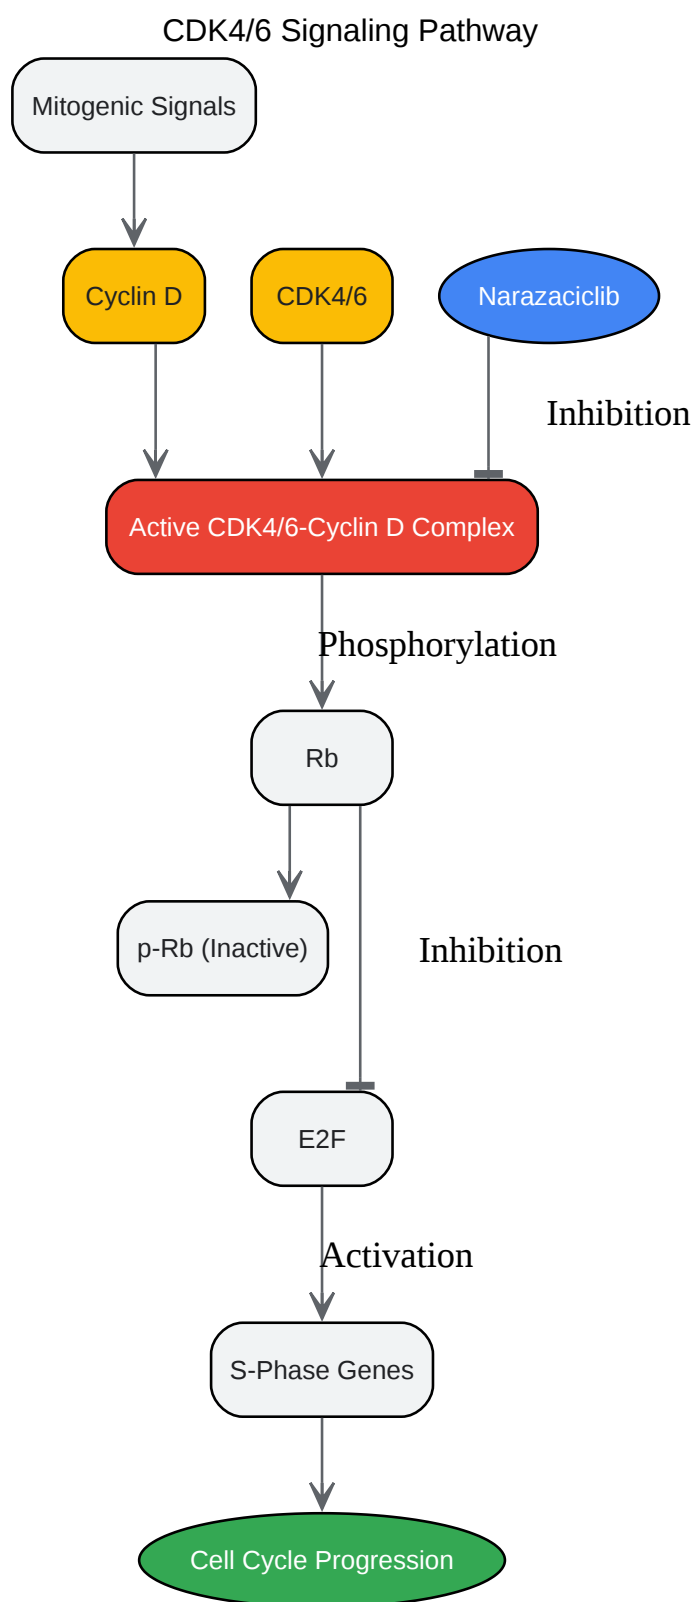 CDK4/6 Signaling Pathway
Mitogenic Signals
Cyclin D
CDK4/6
Narazaciclib
Inhibition
Active CDK4/6-Cyclin D Complex
Phosphorylation
Rb
p-Rb (Inactive)
Inhibition
E2F
Activation
S-Phase Genes
Cell Cycle Progression